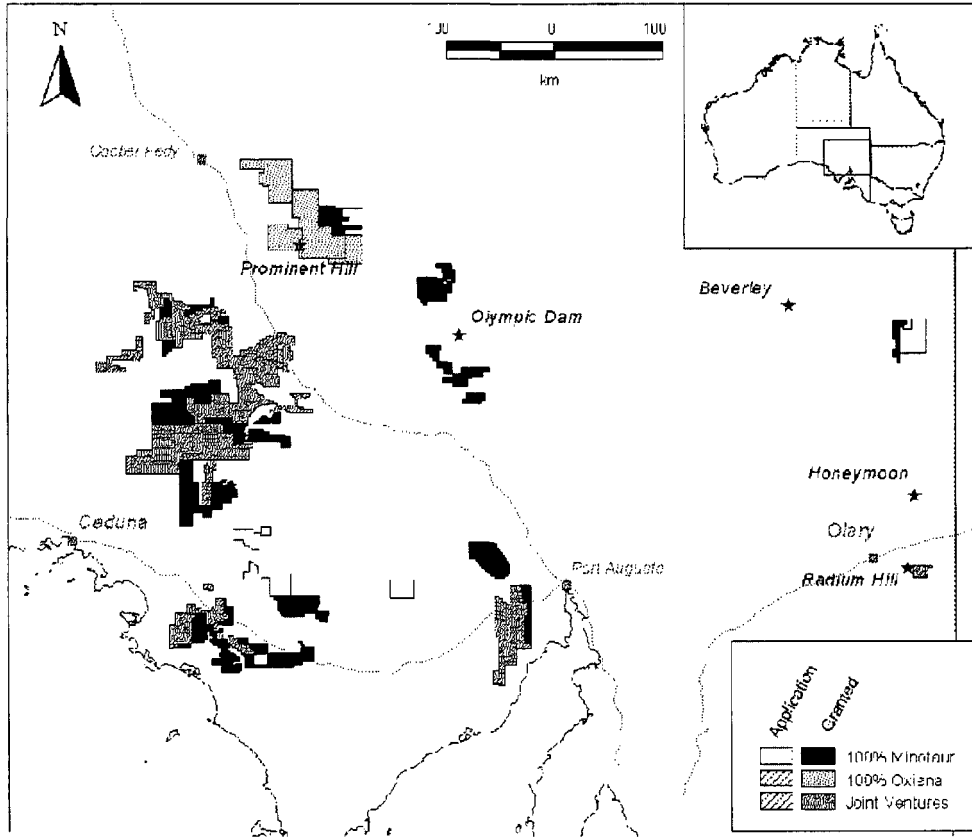 N
100 0 100
km
Coober Pedy
Prominent Hill
Olympic Dam
Beverley
Honeymoon
Ceduna
Olary
Port Augusta
Radium Hill
Application
Granted
100% Minotaur
100% Oxiana
Joint Ventures